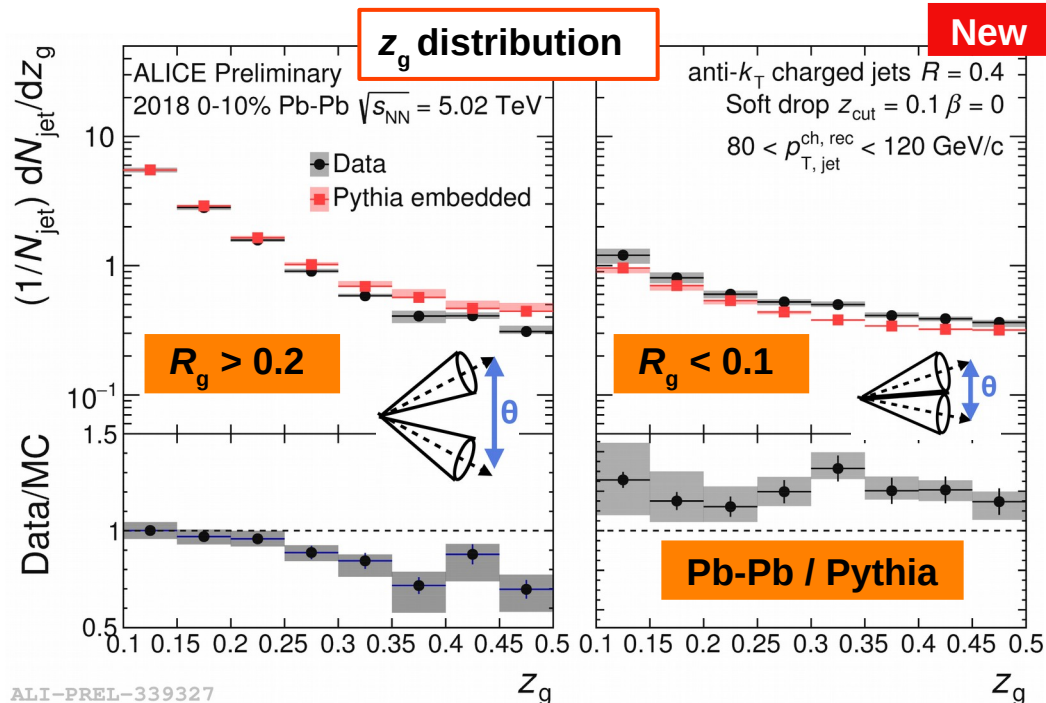 z_g distribution
New
ALICE Preliminary
2018 0-10% Pb-Pb √s_NN = 5.02 TeV
Data
Pythia embedded
anti-k_T charged jets R = 0.4
Soft drop z_cut = 0.1 β = 0
80 < p_T, jet^ch, rec < 120 GeV/c
(1/N_jet) dN_jet/dz_g
10
1
10⁻¹
R_g > 0.2
θ
R_g < 0.1
θ
Data/MC
1.5
1
0.5
Pb-Pb / Pythia
0.1 0.15 0.2 0.25 0.3 0.35 0.4 0.45 0.5
0.1 0.15 0.2 0.25 0.3 0.35 0.4 0.45 0.5
z_g
z_g
ALI-PREL-339327